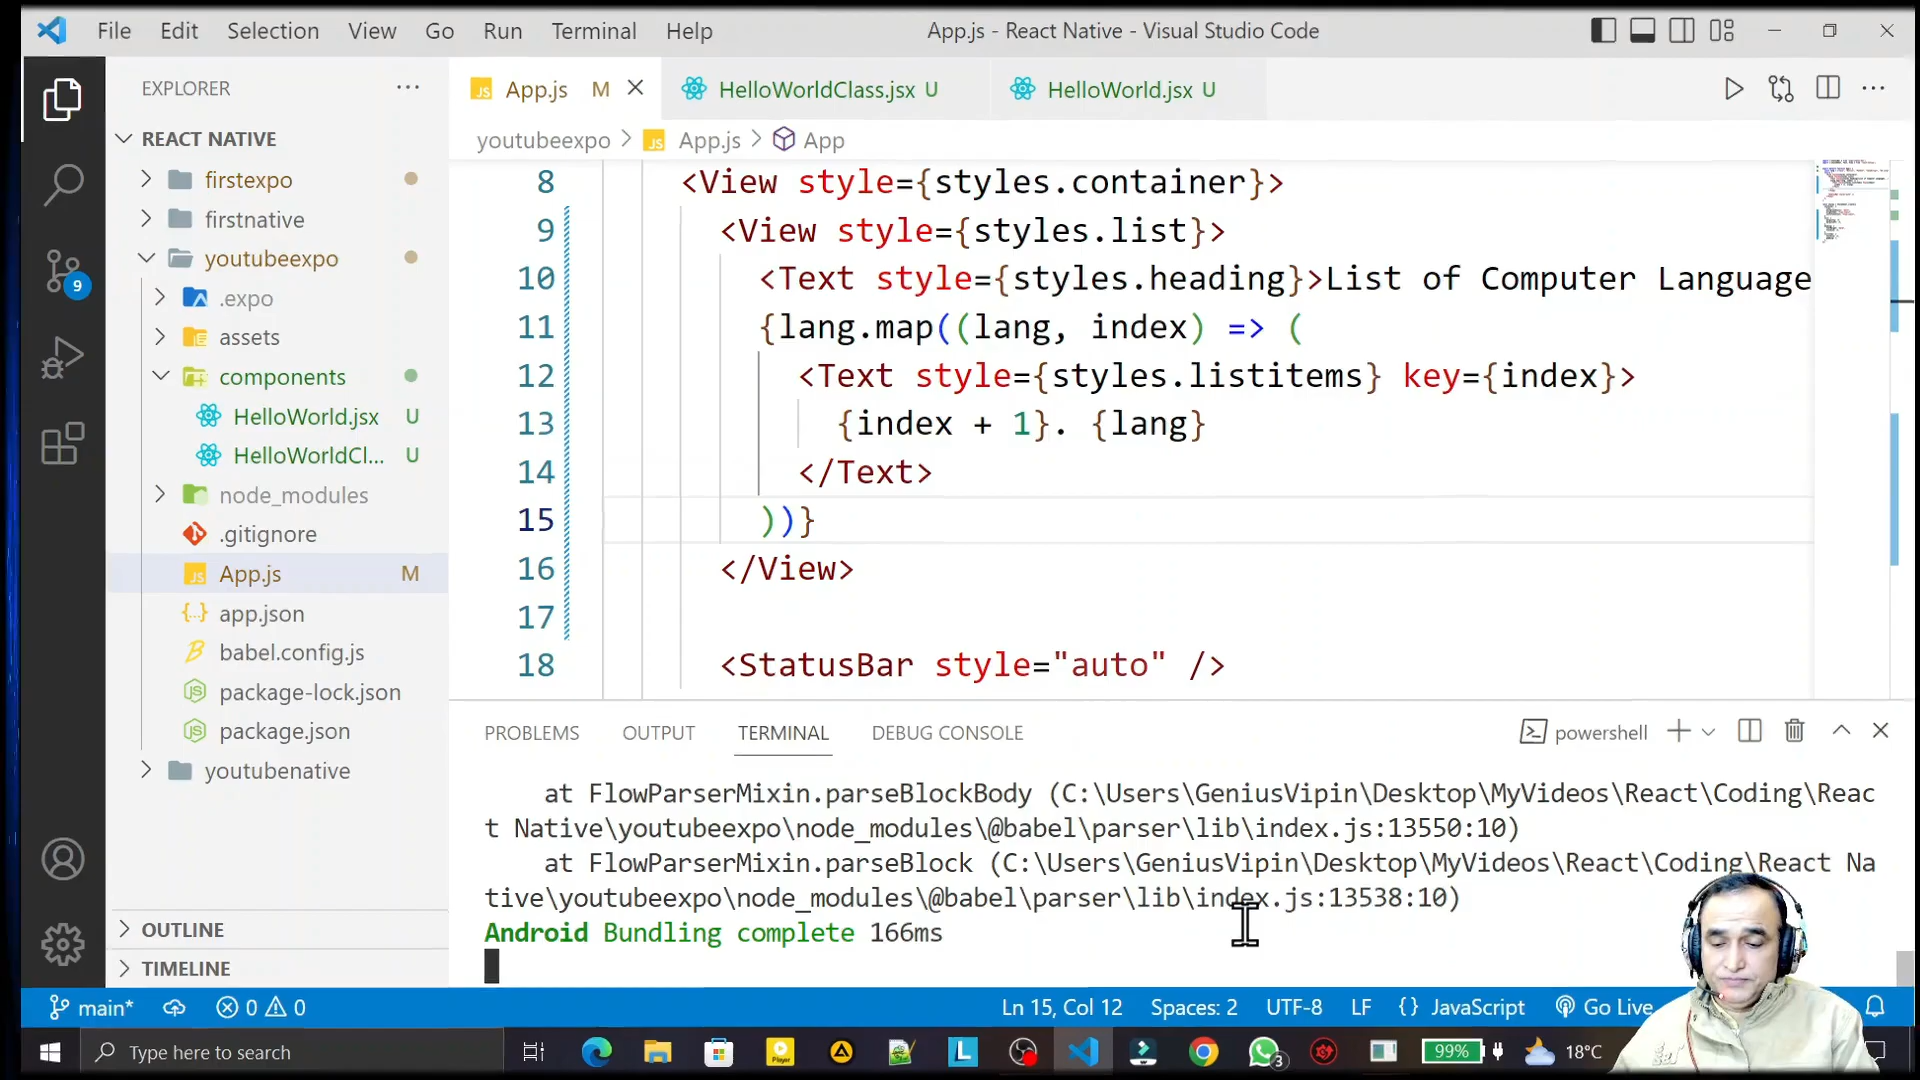 File Edit Selection View Go Run Terminal Help App.js - React Native - Visual Studio Code
EXPLORER
REACT NATIVE
firstexpo
firstnative
youtubeexpo
.expo
assets
components
HelloWorld.jsx U
HelloWorldCl... U
node_modules
.gitignore
App.js M
app.json
babel.config.js
package-lock.json
package.json
youtubenative
OUTLINE
TIMELINE
9
App.js M HelloWorldClass.jsx U HelloWorld.jsx U
youtubeexpo > App.js > App
8 <View style={styles.container}>
9 <View style={styles.list}>
10 <Text style={styles.heading}>List of Computer Language
11 {lang.map((lang, index) => (
12 <Text style={styles.listitems} key={index}>
13 {index + 1}. {lang}
14 </Text>
15 ))}
16 </View>
17
18 <StatusBar style="auto" />
PROBLEMS OUTPUT TERMINAL DEBUG CONSOLE powershell
at FlowParserMixin.parseBlockBody (C:\Users\GeniusVipin\Desktop\MyVideos\React\Coding\Reac
t Native\youtubeexpo\node_modules\@babel\parser\lib\index.js:13550:10)
at FlowParserMixin.parseBlock (C:\Users\GeniusVipin\Desktop\MyVideos\React\Coding\React Na
tive\youtubeexpo\node_modules\@babel\parser\lib\index.js:13538:10)
Android Bundling complete 166ms
main* 0 0 Ln 15, Col 12 Spaces: 2 UTF-8 LF {} JavaScript Go Live
Type here to search Player L 3 99% 18°C